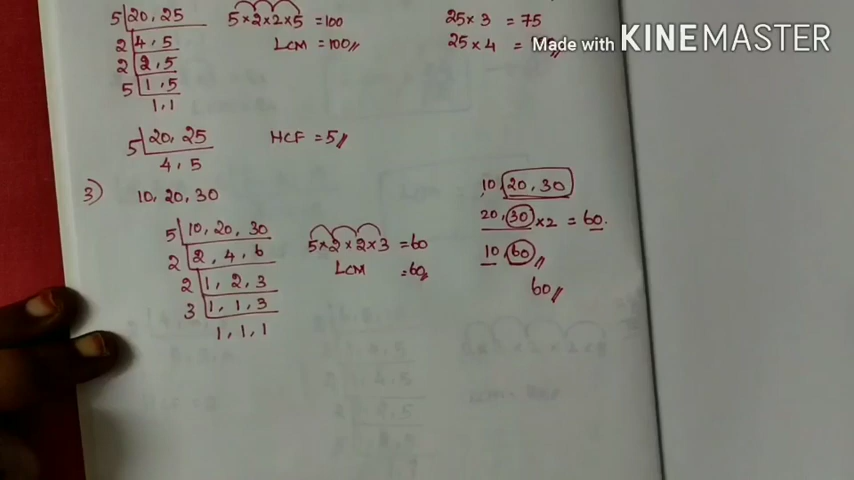 5 20, 25
2 4, 5
2 2, 5
5 1, 5
1, 1
5×2×2×5 = 100
Lcm = 100//
25×3 = 75
25×4 =
Made with KINEMASTER
5 20, 25
4, 5
HCF = 5//
3) 10, 20, 30
5 10, 20, 30
2 2, 4, 6
2 1, 2, 3
3 1, 1, 3
1, 1, 1
5×2×2×3 = 60
Lcm = 60//
10, 20, 30
20, 30 ×2 = 60.
10, 60//
60//